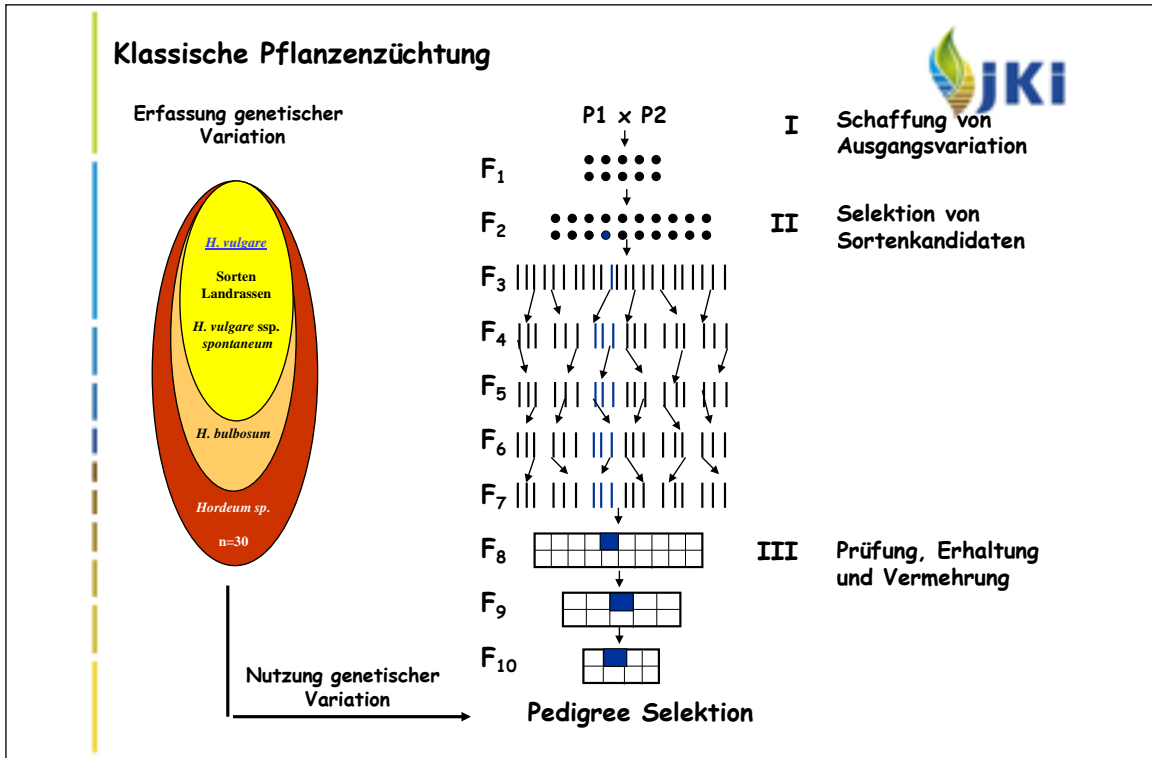 Klassische Pflanzenzüchtung
JKi
Erfassung genetischer
Variation
H. vulgare
Sorten
Landrassen
H. vulgare ssp.
spontaneum
H. bulbosum
Hordeum sp.
n=30
Nutzung genetischer
Variation
P1 x P2
F1
F2
F3
F4
F5
F6
F7
F8
F9
F10
Pedigree Selektion
I Schaffung von
Ausgangsvariation
II Selektion von
Sortenkandidaten
III Prüfung, Erhaltung
und Vermehrung